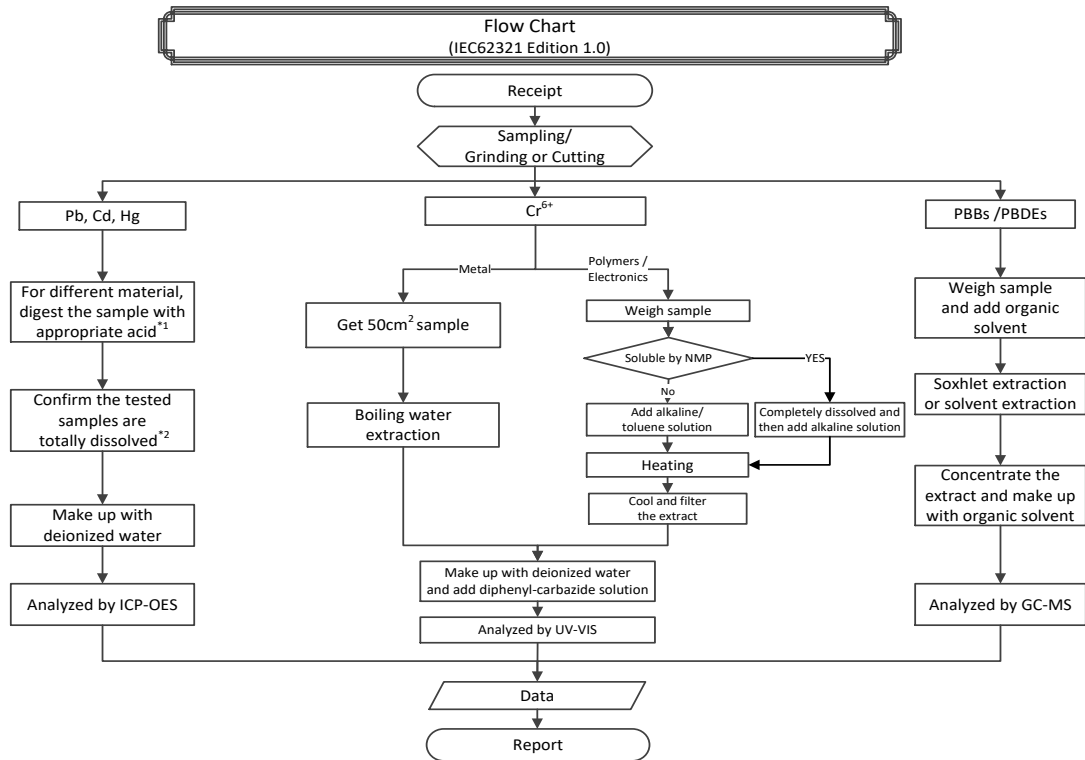 Flow Chart
(IEC62321 Edition 1.0)
Receipt
Sampling/
Grinding or Cutting
Pb, Cd, Hg
For different material,
digest the sample with
appropriate acid*1
Confirm the tested
samples are
totally dissolved*2
Make up with
deionized water
Analyzed by ICP-OES
Cr6+
Metal
Polymers /
Electronics
Get 50cm2 sample
Boiling water
extraction
Weigh sample
Soluble by NMP
YES
No
Add alkaline/
toluene solution
Completely dissolved and
then add alkaline solution
Heating
Cool and filter
the extract
Make up with deionized water
and add diphenyl-carbazide solution
Analyzed by UV-VIS
PBBs /PBDEs
Weigh sample
and add organic
solvent
Soxhlet extraction
or solvent extraction
Concentrate the
extract and make up
with organic solvent
Analyzed by GC-MS
Data
Report